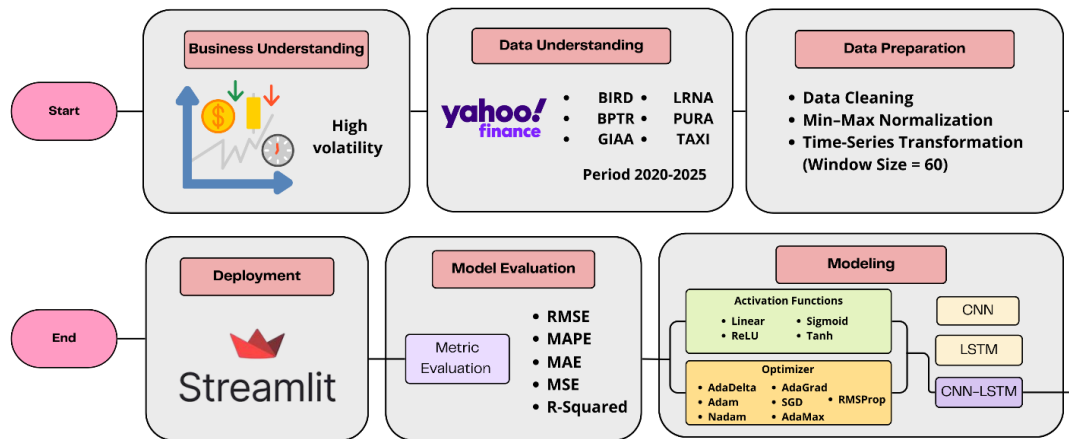 Start
Business Understanding
High
volatility
Data Understanding
yahoo!
finance
• BIRD • LRNA
• BPTR • PURA
• GIAA • TAXI
Period 2020-2025
Data Preparation
• Data Cleaning
• Min–Max Normalization
• Time-Series Transformation
(Window Size = 60)
End
Deployment
Streamlit
Model Evaluation
Metric
Evaluation
• RMSE
• MAPE
• MAE
• MSE
• R-Squared
Modeling
Activation Functions
• Linear • Sigmoid
• ReLU • Tanh
Optimizer
• AdaDelta • AdaGrad
• Adam • SGD • RMSProp
• Nadam • AdaMax
CNN
LSTM
CNN–LSTM